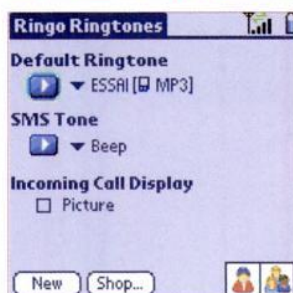 Ringo Ringtones
Default Ringtone
ESSAI [MP3]
SMS Tone
Beep
Incoming Call Display
Picture
New
Shop...